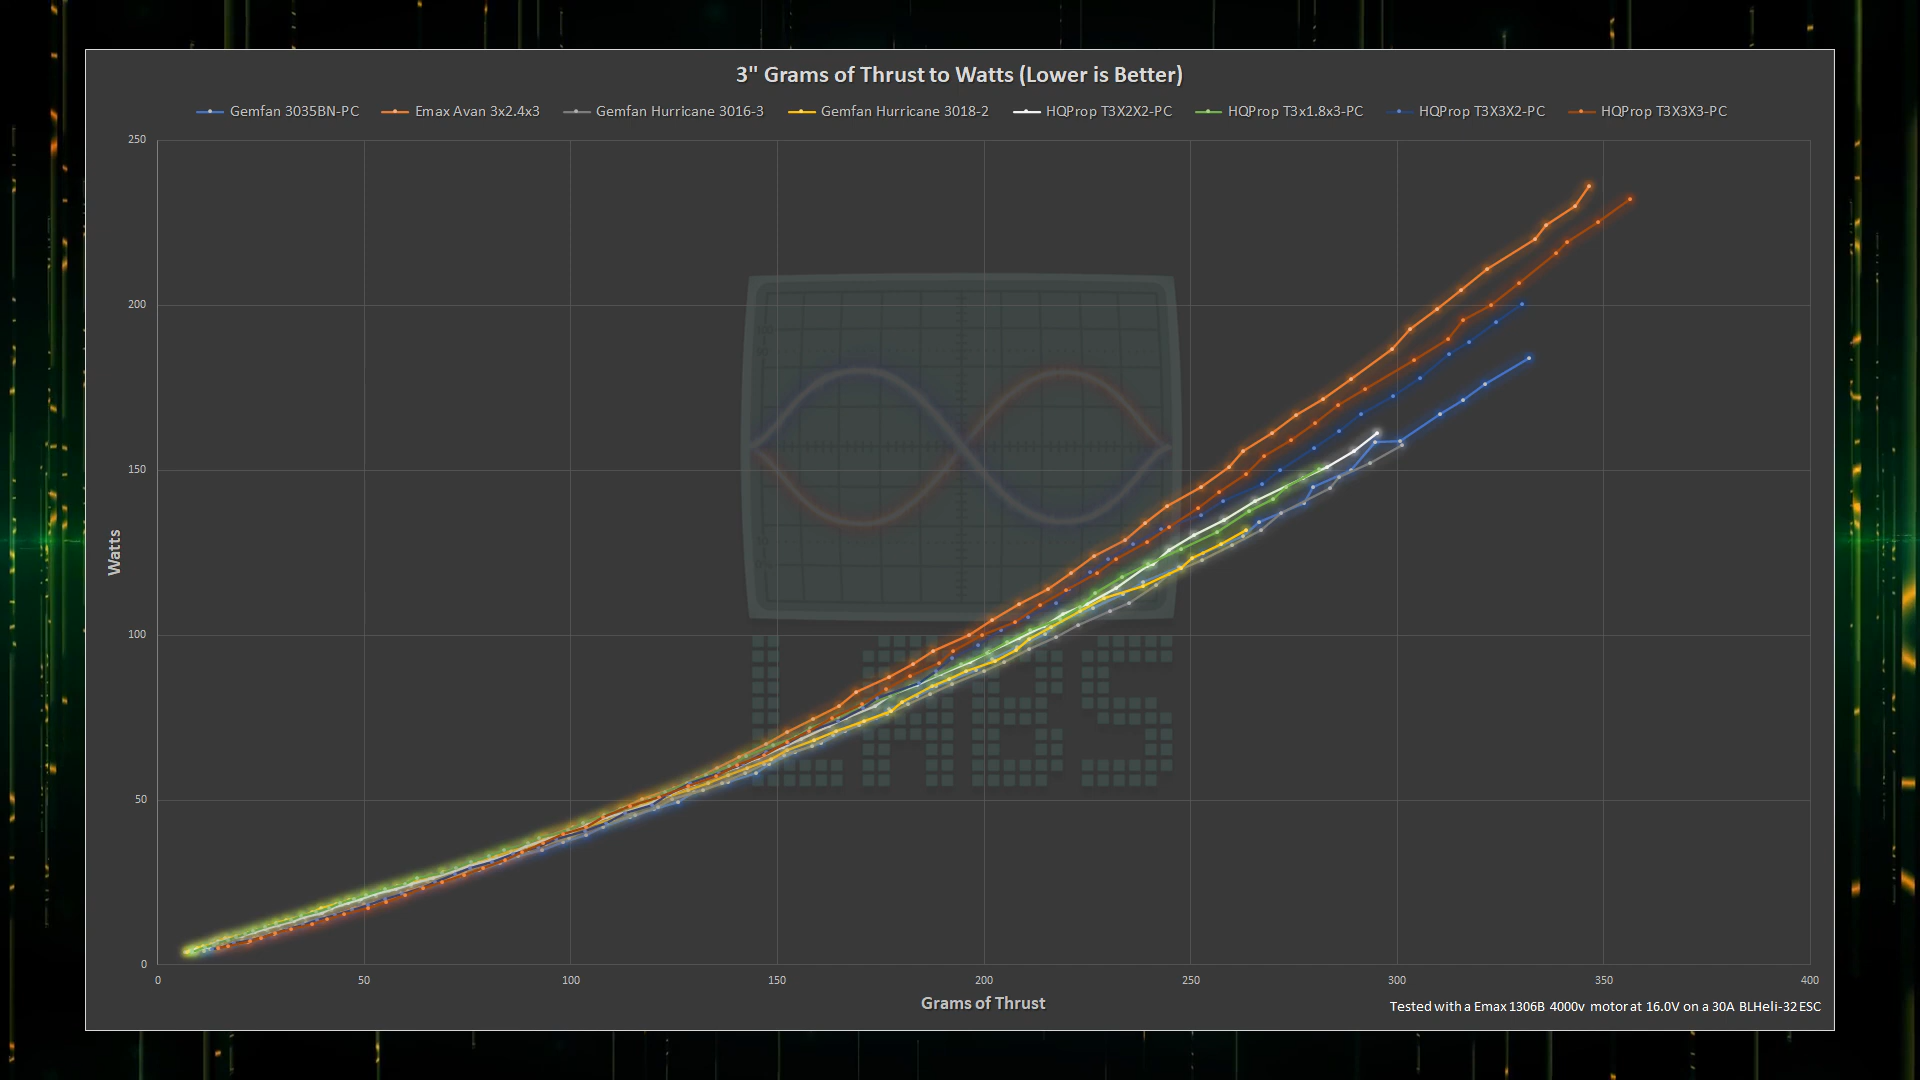 3" Grams of Thrust to Watts (Lower is Better)
Gemfan 3035BN-PC Emax Avan 3x2.4x3 Gemfan Hurricane 3016-3 Gemfan Hurricane 3018-2 HQProp T3X2X2-PC HQProp T3x1.8x3-PC HQProp T3X3X2-PC HQProp T3X3X3-PC
250
200
150
100
50
0
Watts
LABS
0 50 100 150 200 250 300 350 400
Grams of Thrust
Tested with a Emax 1306B 4000v motor at 16.0V on a 30A BLHeli-32 ESC